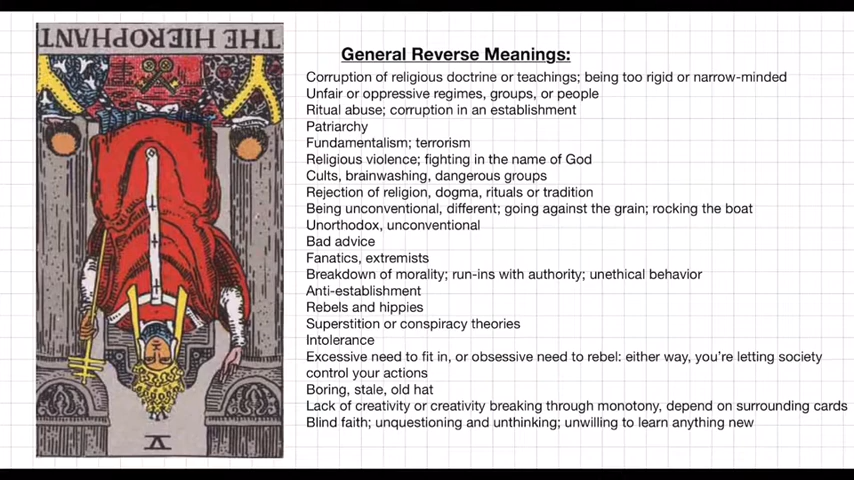 THE HIEROPHANT
V
General Reverse Meanings:
Corruption of religious doctrine or teachings; being too rigid or narrow-minded
Unfair or oppressive regimes, groups, or people
Ritual abuse; corruption in an establishment
Patriarchy
Fundamentalism; terrorism
Religious violence; fighting in the name of God
Cults, brainwashing, dangerous groups
Rejection of religion, dogma, rituals or tradition
Being unconventional, different; going against the grain; rocking the boat
Unorthodox, unconventional
Bad advice
Fanatics, extremists
Breakdown of morality; run-ins with authority; unethical behavior
Anti-establishment
Rebels and hippies
Superstition or conspiracy theories
Intolerance
Excessive need to fit in, or obsessive need to rebel: either way, you're letting society
control your actions
Boring, stale, old hat
Lack of creativity or creativity breaking through monotony, depend on surrounding cards
Blind faith; unquestioning and unthinking; unwilling to learn anything new